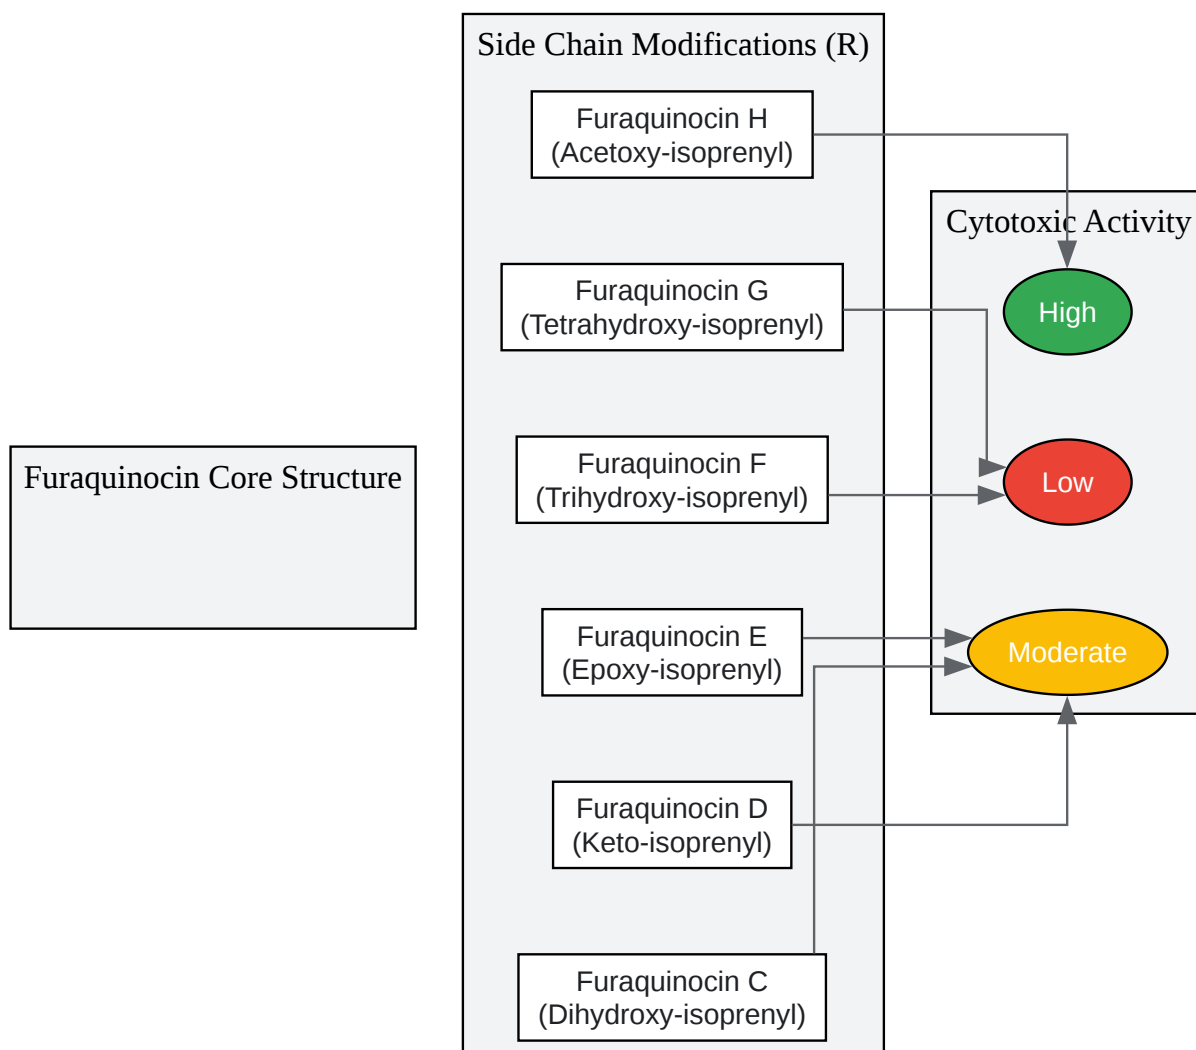 Side Chain Modifications (R)
Furaquinocin H
(Acetoxy-isoprenyl)
Furaquinocin G
(Tetrahydroxy-isoprenyl)
Furaquinocin F
(Trihydroxy-isoprenyl)
Furaquinocin E
(Epoxy-isoprenyl)
Furaquinocin D
(Keto-isoprenyl)
Furaquinocin C
(Dihydroxy-isoprenyl)
Cytotoxic Activity
High
Low
Moderate
Furaquinocin Core Structure